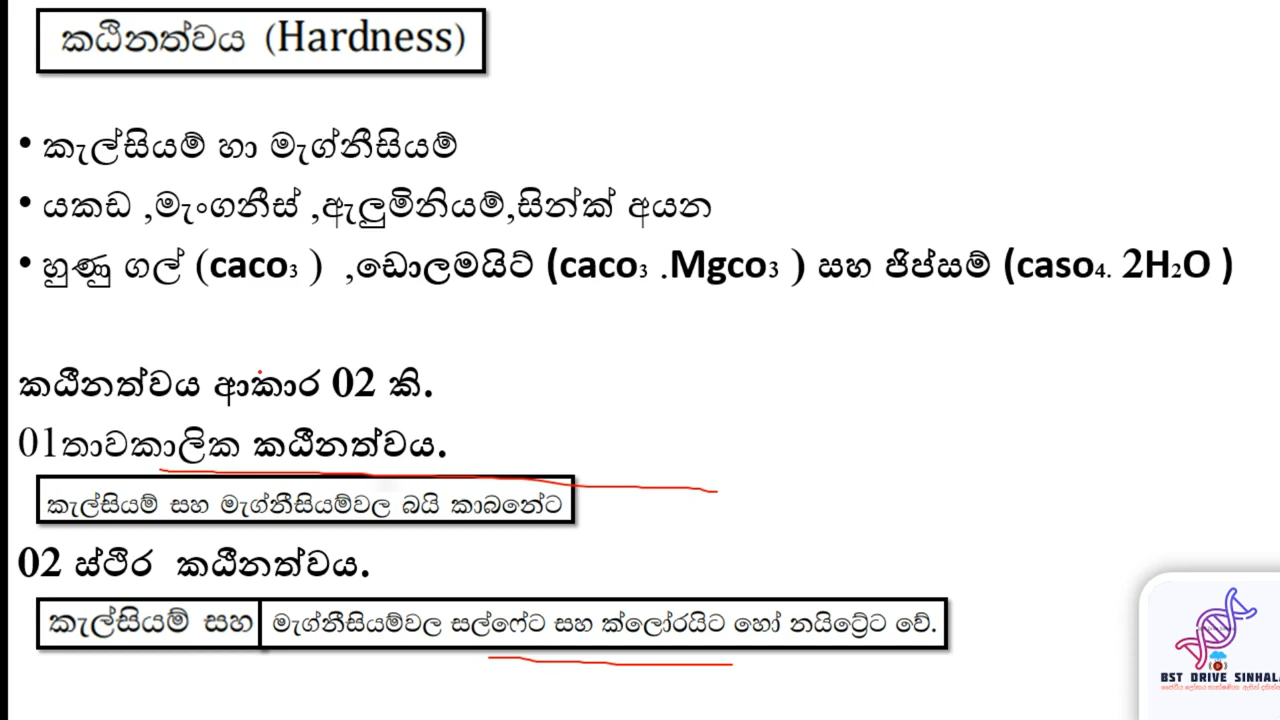 කඨිනත්වය (Hardness)
• කැල්සියම් හා මැග්නීසියම්
• යකඩ ,මැංගනීස් ,ඇලුමිනියම්,සින්ක් අයන
• හුණු ගල් (caco₃ ) ,ඩොලමයිට් (caco₃ .Mgco₃ ) සහ ජිප්සම් (caso₄. 2H₂O )
කඨීනත්වය ආකාර 02 කි.
01තාවකාලික කඨීනත්වය.
කැල්සියම් සහ මැග්නීසියම්වල බයි කාබනේට
02 ස්ථිර කඨීනත්වය.
කැල්සියම් සහ මැග්නීසියම්වල සල්ෆේට සහ ක්ලෝරයිට හෝ නයිට්‍රේට වේ.
BST DRIVE SINHAL